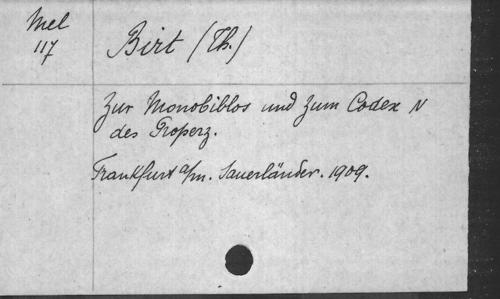 Mel
117
Birt (Th.)
Zur Monobiblos und zum Codex N
des Properz.
Frankfurt a/m. Sauerländer. 1909.